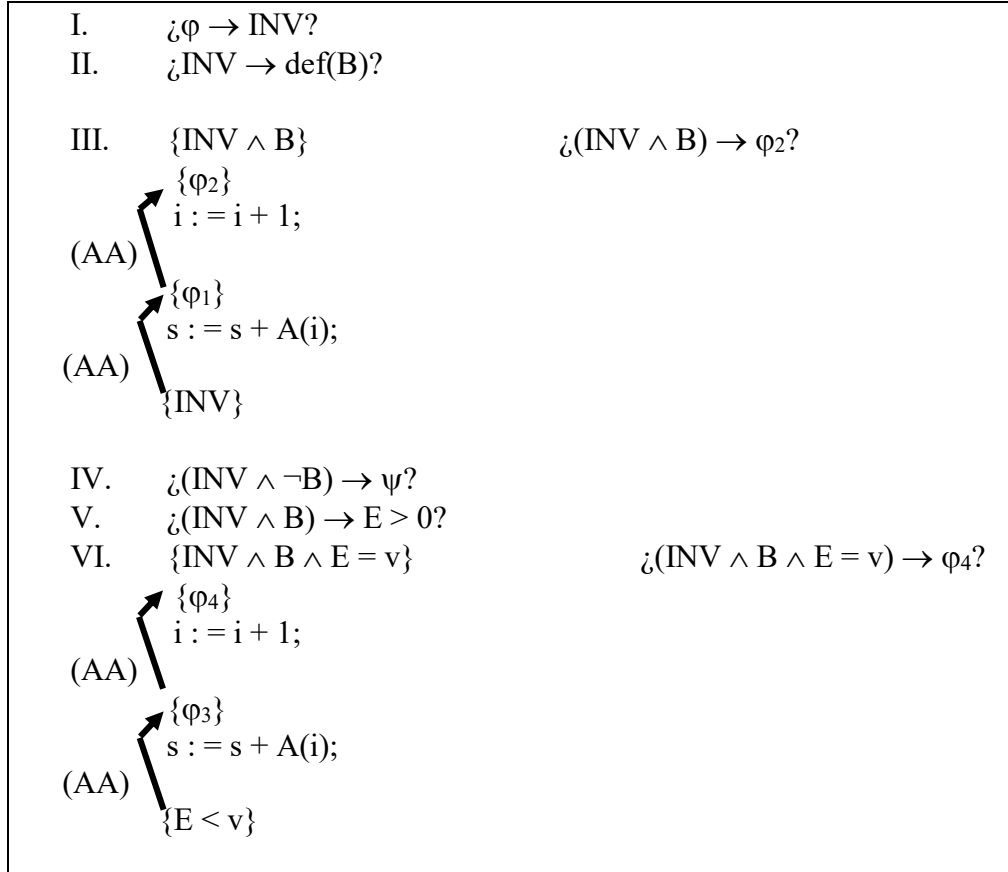 I. ¿φ → INV?
II. ¿INV → def(B)?
III. {INV ∧ B} ¿(INV ∧ B) → φ₂?
{φ₂}
i : = i + 1;
(AA)
{φ₁}
s : = s + A(i);
(AA)
{INV}
IV. ¿(INV ∧ ¬B) → ψ?
V. ¿(INV ∧ B) → E > 0?
VI. {INV ∧ B ∧ E = v} ¿(INV ∧ B ∧ E = v) → φ₄?
{φ₄}
i : = i + 1;
(AA)
{φ₃}
s : = s + A(i);
(AA)
{E < v}